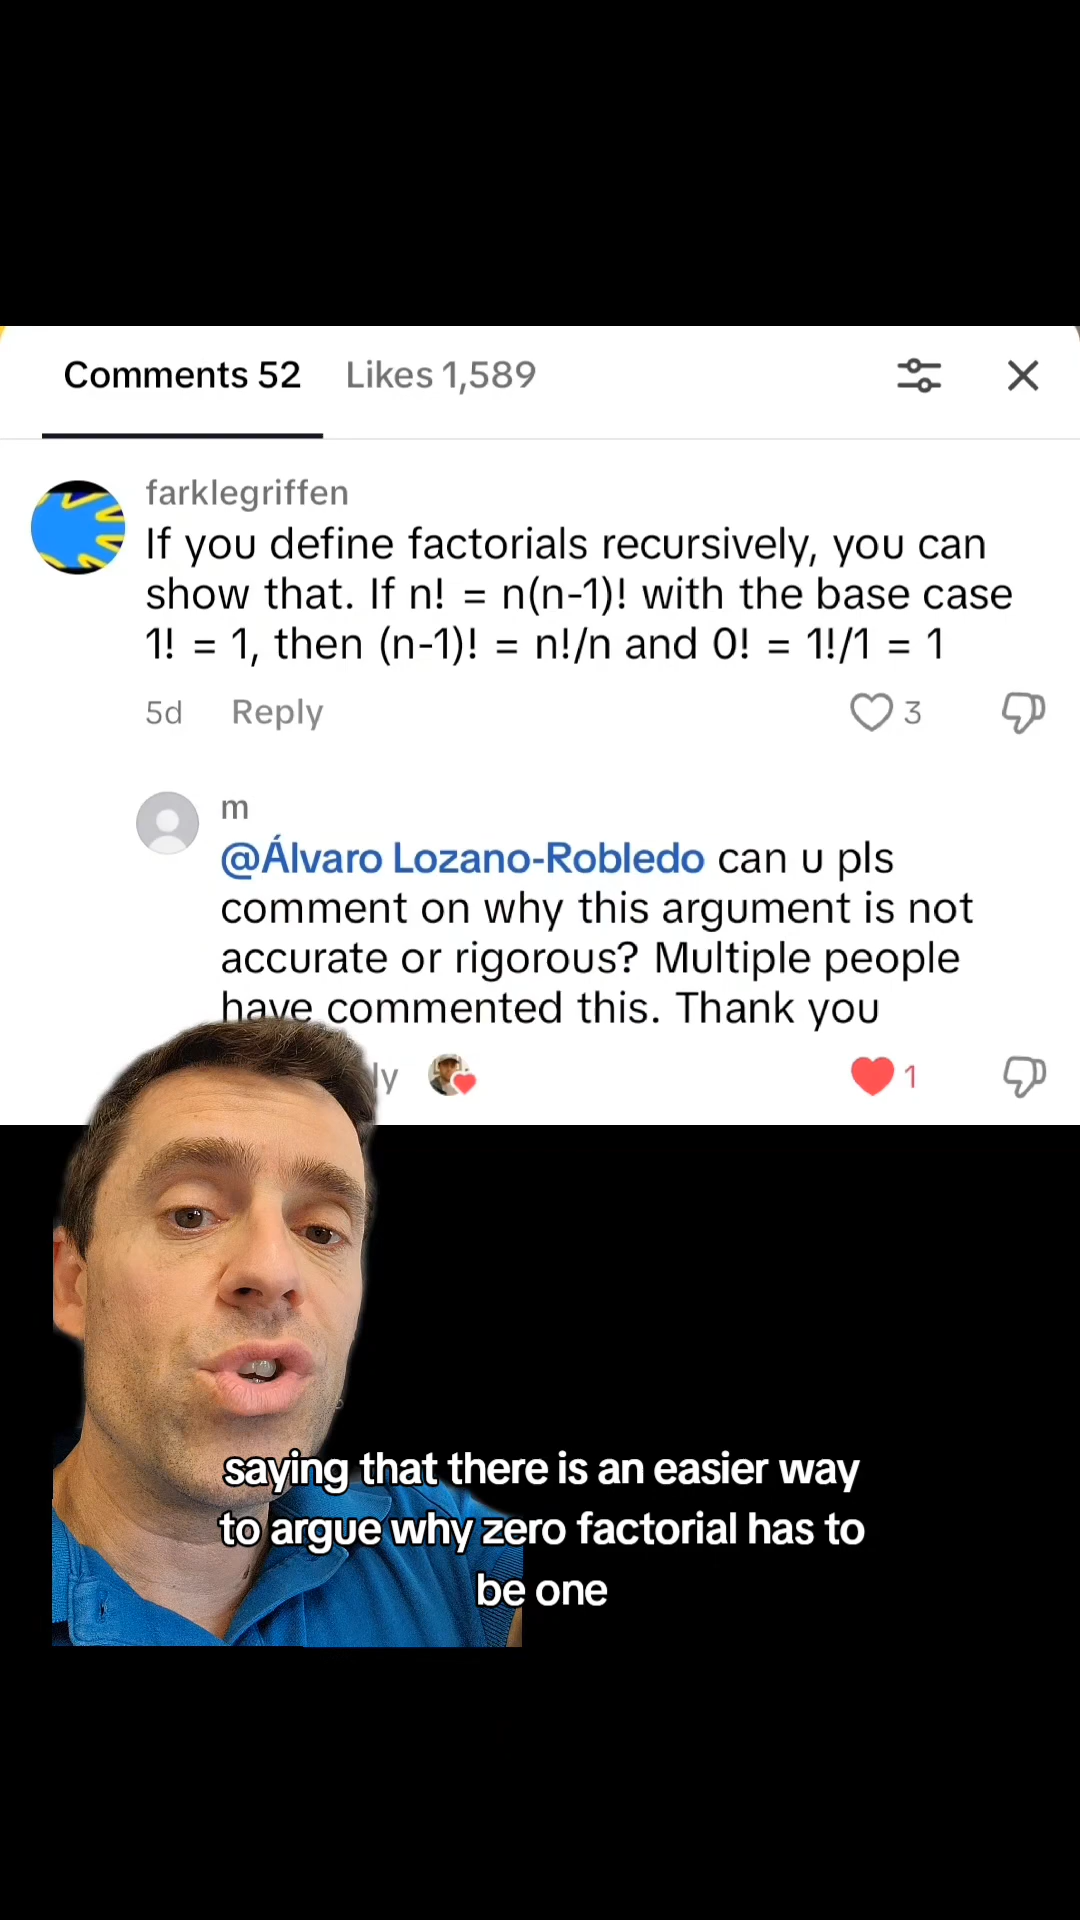 Comments 52
Likes 1,589
farklegriffen
If you define factorials recursively, you can
show that. If n! = n(n-1)! with the base case
1! = 1, then (n-1)! = n!/n and 0! = 1!/1 = 1
5d Reply
3
m
@Álvaro Lozano-Robledo can u pls
comment on why this argument is not
accurate or rigorous? Multiple people
have commented this. Thank you
ly
1
saying that there is an easier way
to argue why zero factorial has to
be one